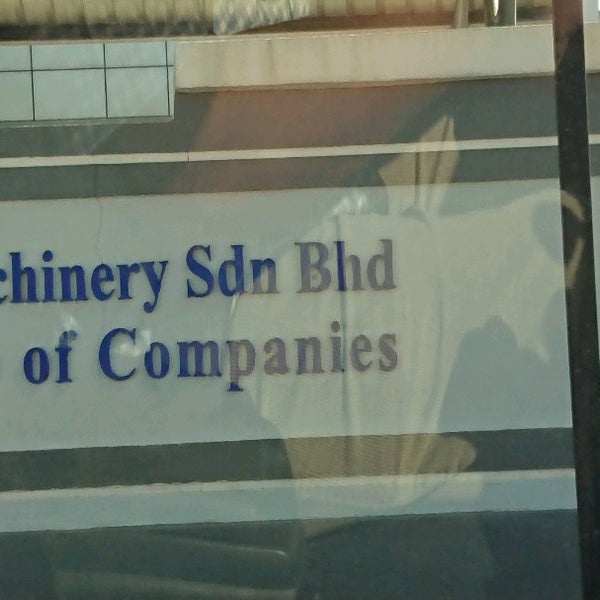 chinery Sdn Bhd
of Companies